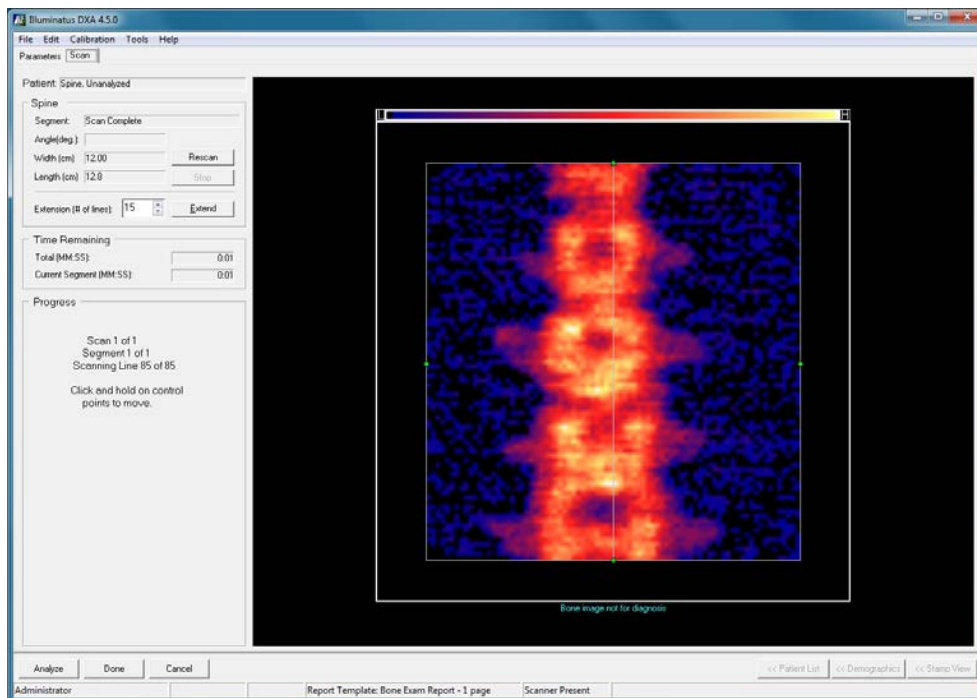 Illuminatus DXA 4.5.0
File Edit Calibration Tools Help
Parameters Scan
Patient: Spine, Unanalyzed
Spine
Segment: Scan Complete
Angle(deg.):
Width (cm) 12.00 Rescan
Length (cm) 12.0 Stop
Extension (# of lines): 15 Extend
Time Remaining
Total (MM:SS): 0:01
Current Segment (MM:SS): 0:01
Progress
Scan 1 of 1
Segment 1 of 1
Scanning Line 85 of 85
Click and hold on control
points to move.
L H
Bone image not for diagnosis
Analyze Done Cancel << Patient List << Demographics << Stamp View
Administrator Report Template: Bone Exam Report - 1 page Scanner Present